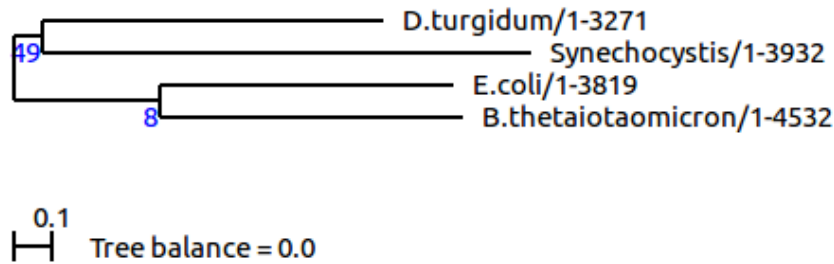 D.turgidum/1-3271
49
Synechocystis/1-3932
E.coli/1-3819
8
B.thetaiotaomicron/1-4532
0.1
Tree balance = 0.0